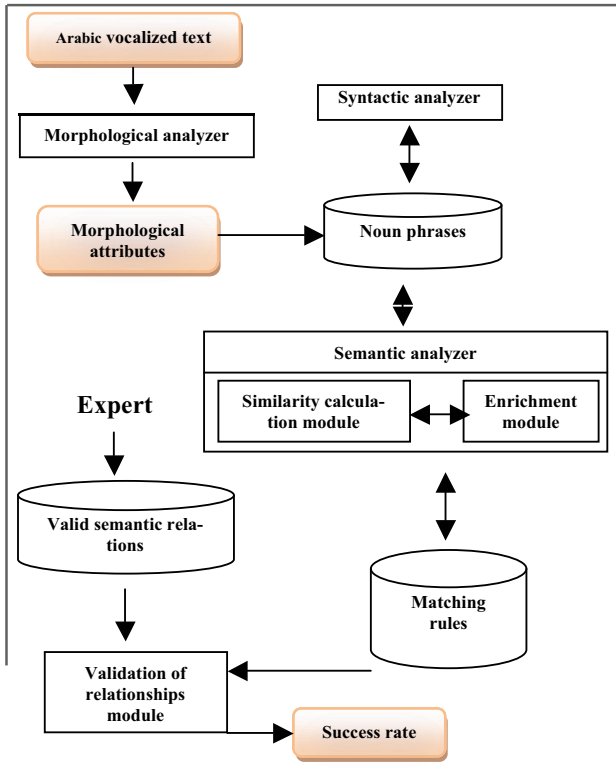 Arabic vocalized text
Morphological analyzer
Syntactic analyzer
Morphological
attributes
Noun phrases
Semantic analyzer
Similarity calcula-
tion module
Enrichment
module
Expert
Valid semantic rela-
tions
Matching
rules
Validation of
relationships
module
Success rate